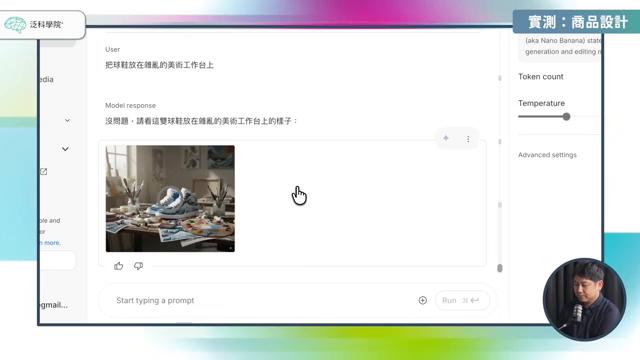 泛科學院
實測：商品設計
(aka Nano Banana) state
generation and editing m
User
把球鞋放在雜亂的美術工作台上
edia
Token count
Model response
Temperature
沒問題，請看這雙球鞋放在雜亂的美術工作台上的樣子：
Advanced settings
ple and
er
n more.
Start typing a prompt
Run
@gmail...